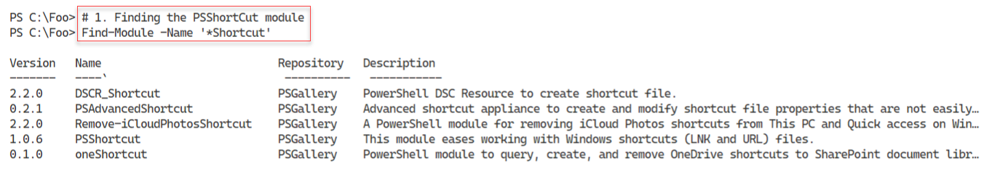 PS C:\Foo> # 1. Finding the PSShortCut module
PS C:\Foo> Find-Module -Name '*Shortcut'
Version Name Repository Description
------- ----` ---------- -----------
2.2.0 DSCR_Shortcut PSGallery PowerShell DSC Resource to create shortcut file.
0.2.1 PSAdvancedShortcut PSGallery Advanced shortcut appliance to create and modify shortcut file properties that are not easily…
2.2.0 Remove-iCloudPhotosShortcut PSGallery A PowerShell module for removing iCloud Photos shortcuts from This PC and Quick access on Win…
1.0.6 PSShortcut PSGallery This module eases working with Windows shortcuts (LNK and URL) files.
0.1.0 oneShortcut PSGallery PowerShell module to query, create, and remove OneDrive shortcuts to SharePoint document libr…